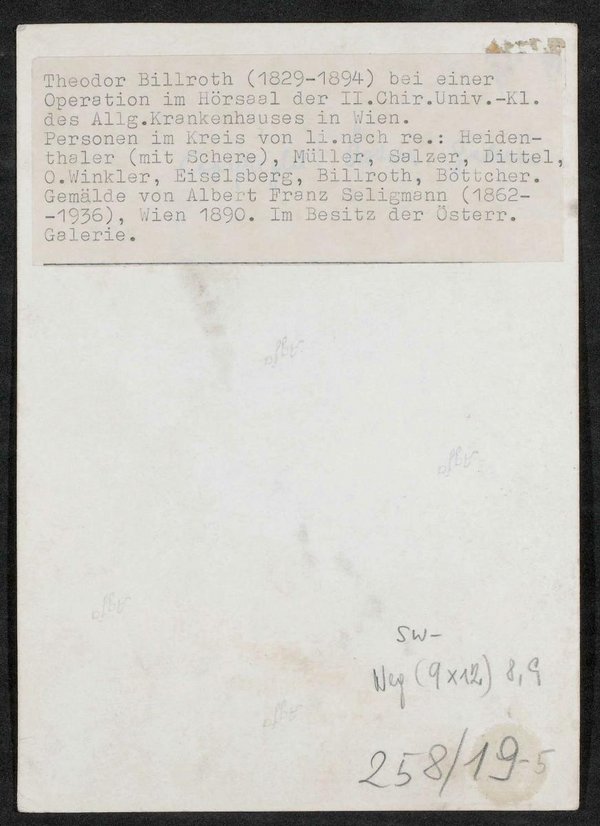 Theodor Billroth (1829-1894) bei einer
Operation im Hörsaal der II.Chir.Univ.-Kl.
des Allg.Krankenhauses in Wien.
Personen im Kreis von li.nach re.: Heiden-
thaler (mit Schere), Müller, Salzer, Dittel,
O.Winkler, Eiselsberg, Billroth, Böttcher.
Gemälde von Albert Franz Seligmann (1862-
-1936), Wien 1890. Im Besitz der Österr.
Galerie.
SW-
Neg (9x12) 8,9
258/19-5